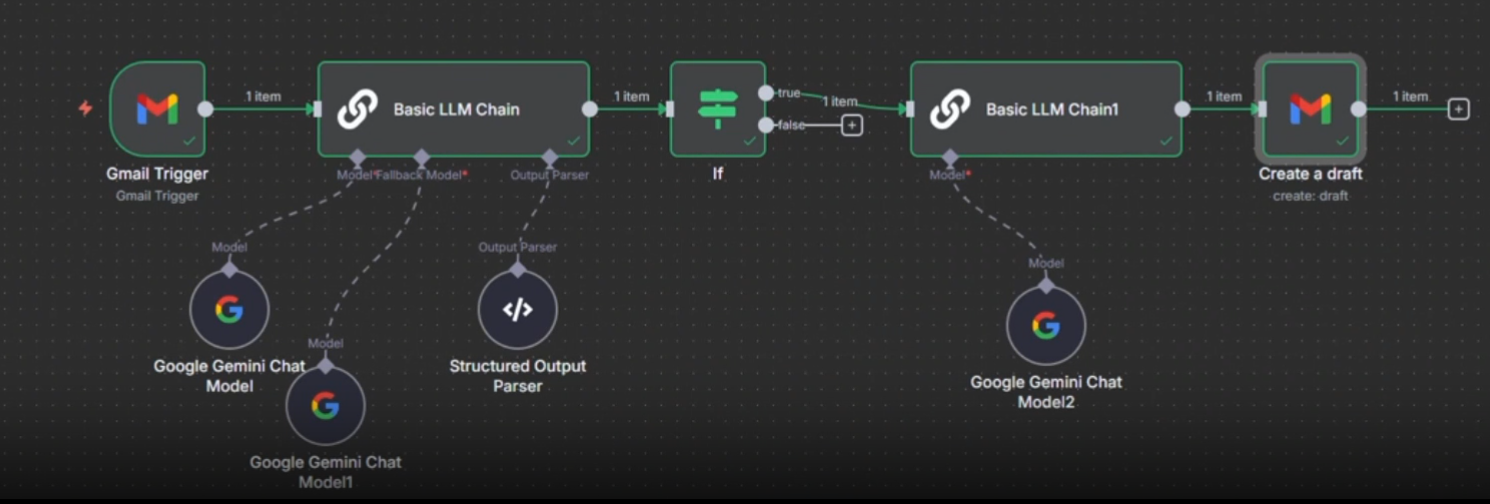 1 item
1 item
true
1 item
false
1 item
1 item
Basic LLM Chain
Basic LLM Chain1
Gmail Trigger
Gmail Trigger
Model*
Fallback Model*
Output Parser
If
Model*
Create a draft
create: draft
Model
Output Parser
Model
Google Gemini Chat
Model
Structured Output
Parser
Google Gemini Chat
Model2
Model
Google Gemini Chat
Model1